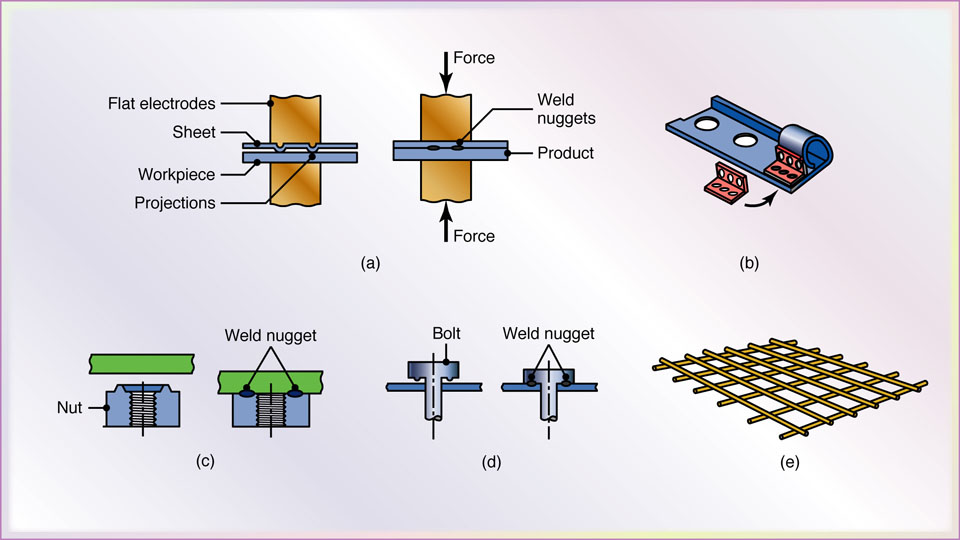 Force
Flat electrodes
Sheet
Workpiece
Projections
Weld
nuggets
Product
Force
(a)
(b)
Weld nugget
Nut
(c)
Bolt
Weld nugget
(d)
(e)